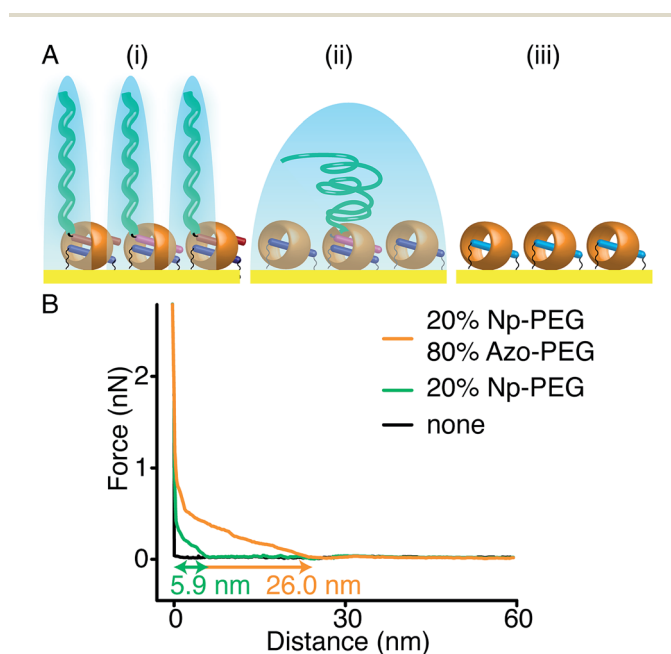 A (i) (ii) (iii)
B
20% Np-PEG
80% Azo-PEG
20% Np-PEG
none
Force (nN)
2
1
0
5.9 nm 26.0 nm
0 30 60
Distance (nm)